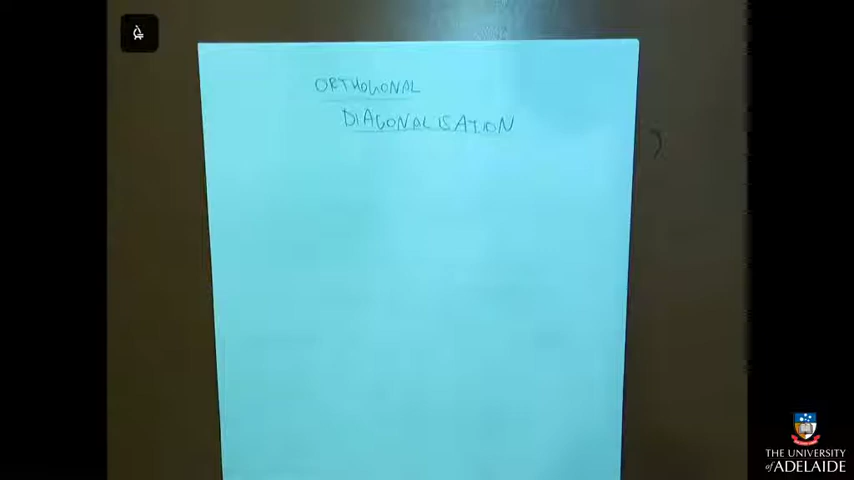 ORTHOGONAL
DIAGONALISATION
THE UNIVERSITY
of ADELAIDE